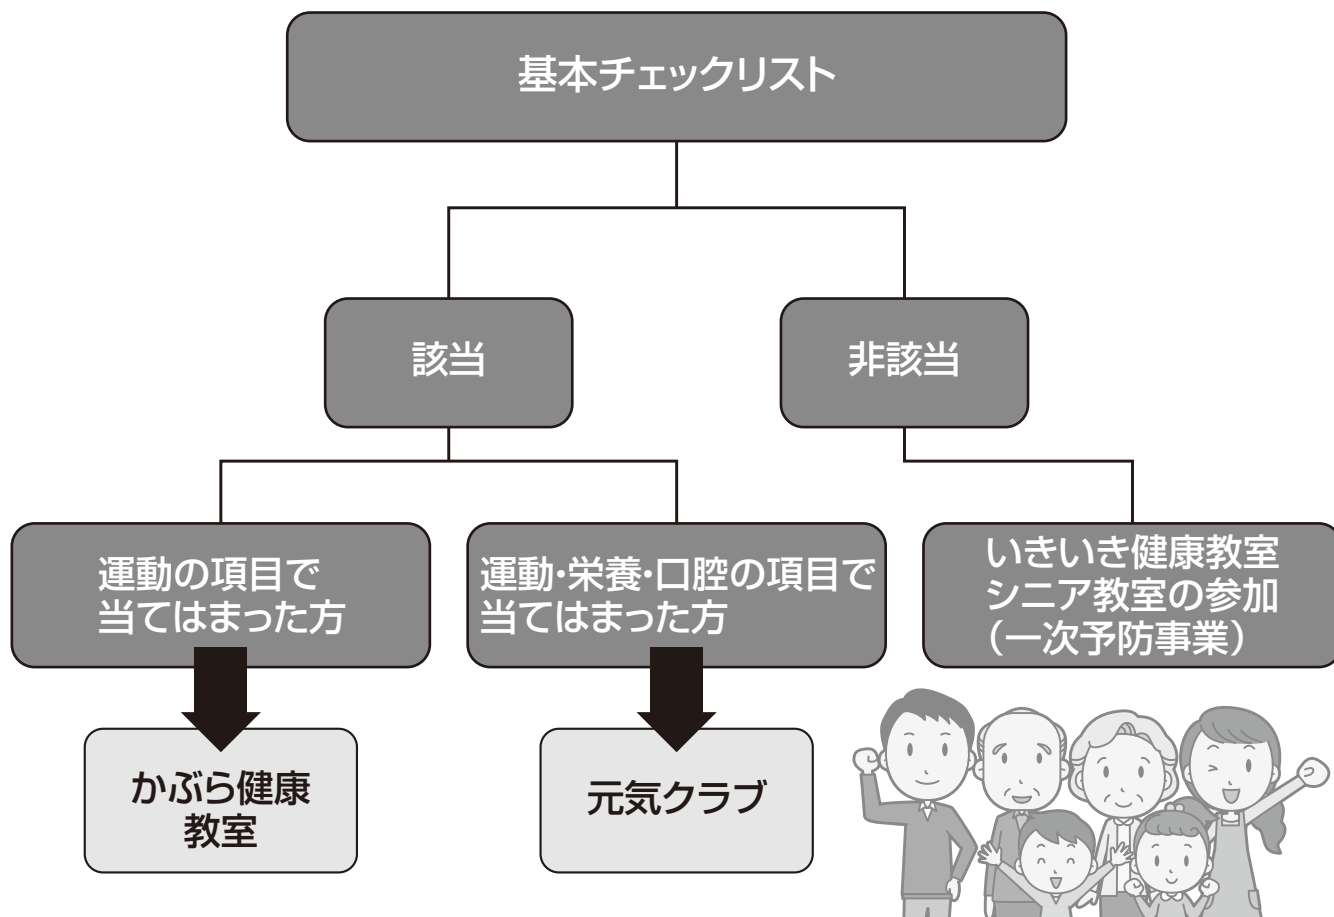 基本チェックリスト
該当
非該当
運動の項目で
当てはまった方
運動・栄養・口腔の項目で
当てはまった方
いきいき健康教室
シニア教室の参加
（一次予防事業）
かぶら健康
教室
元気クラブ